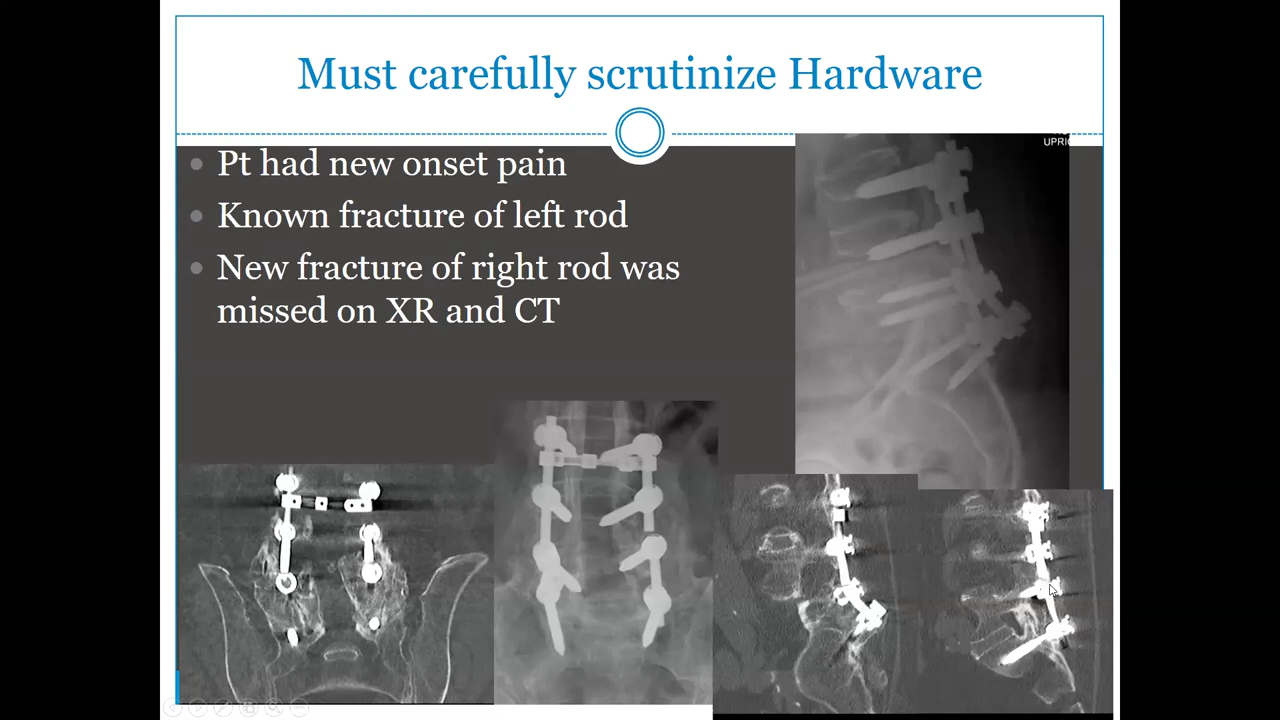 Must carefully scrutinize Hardware
Pt had new onset pain
Known fracture of left rod
New fracture of right rod was
missed on XR and CT